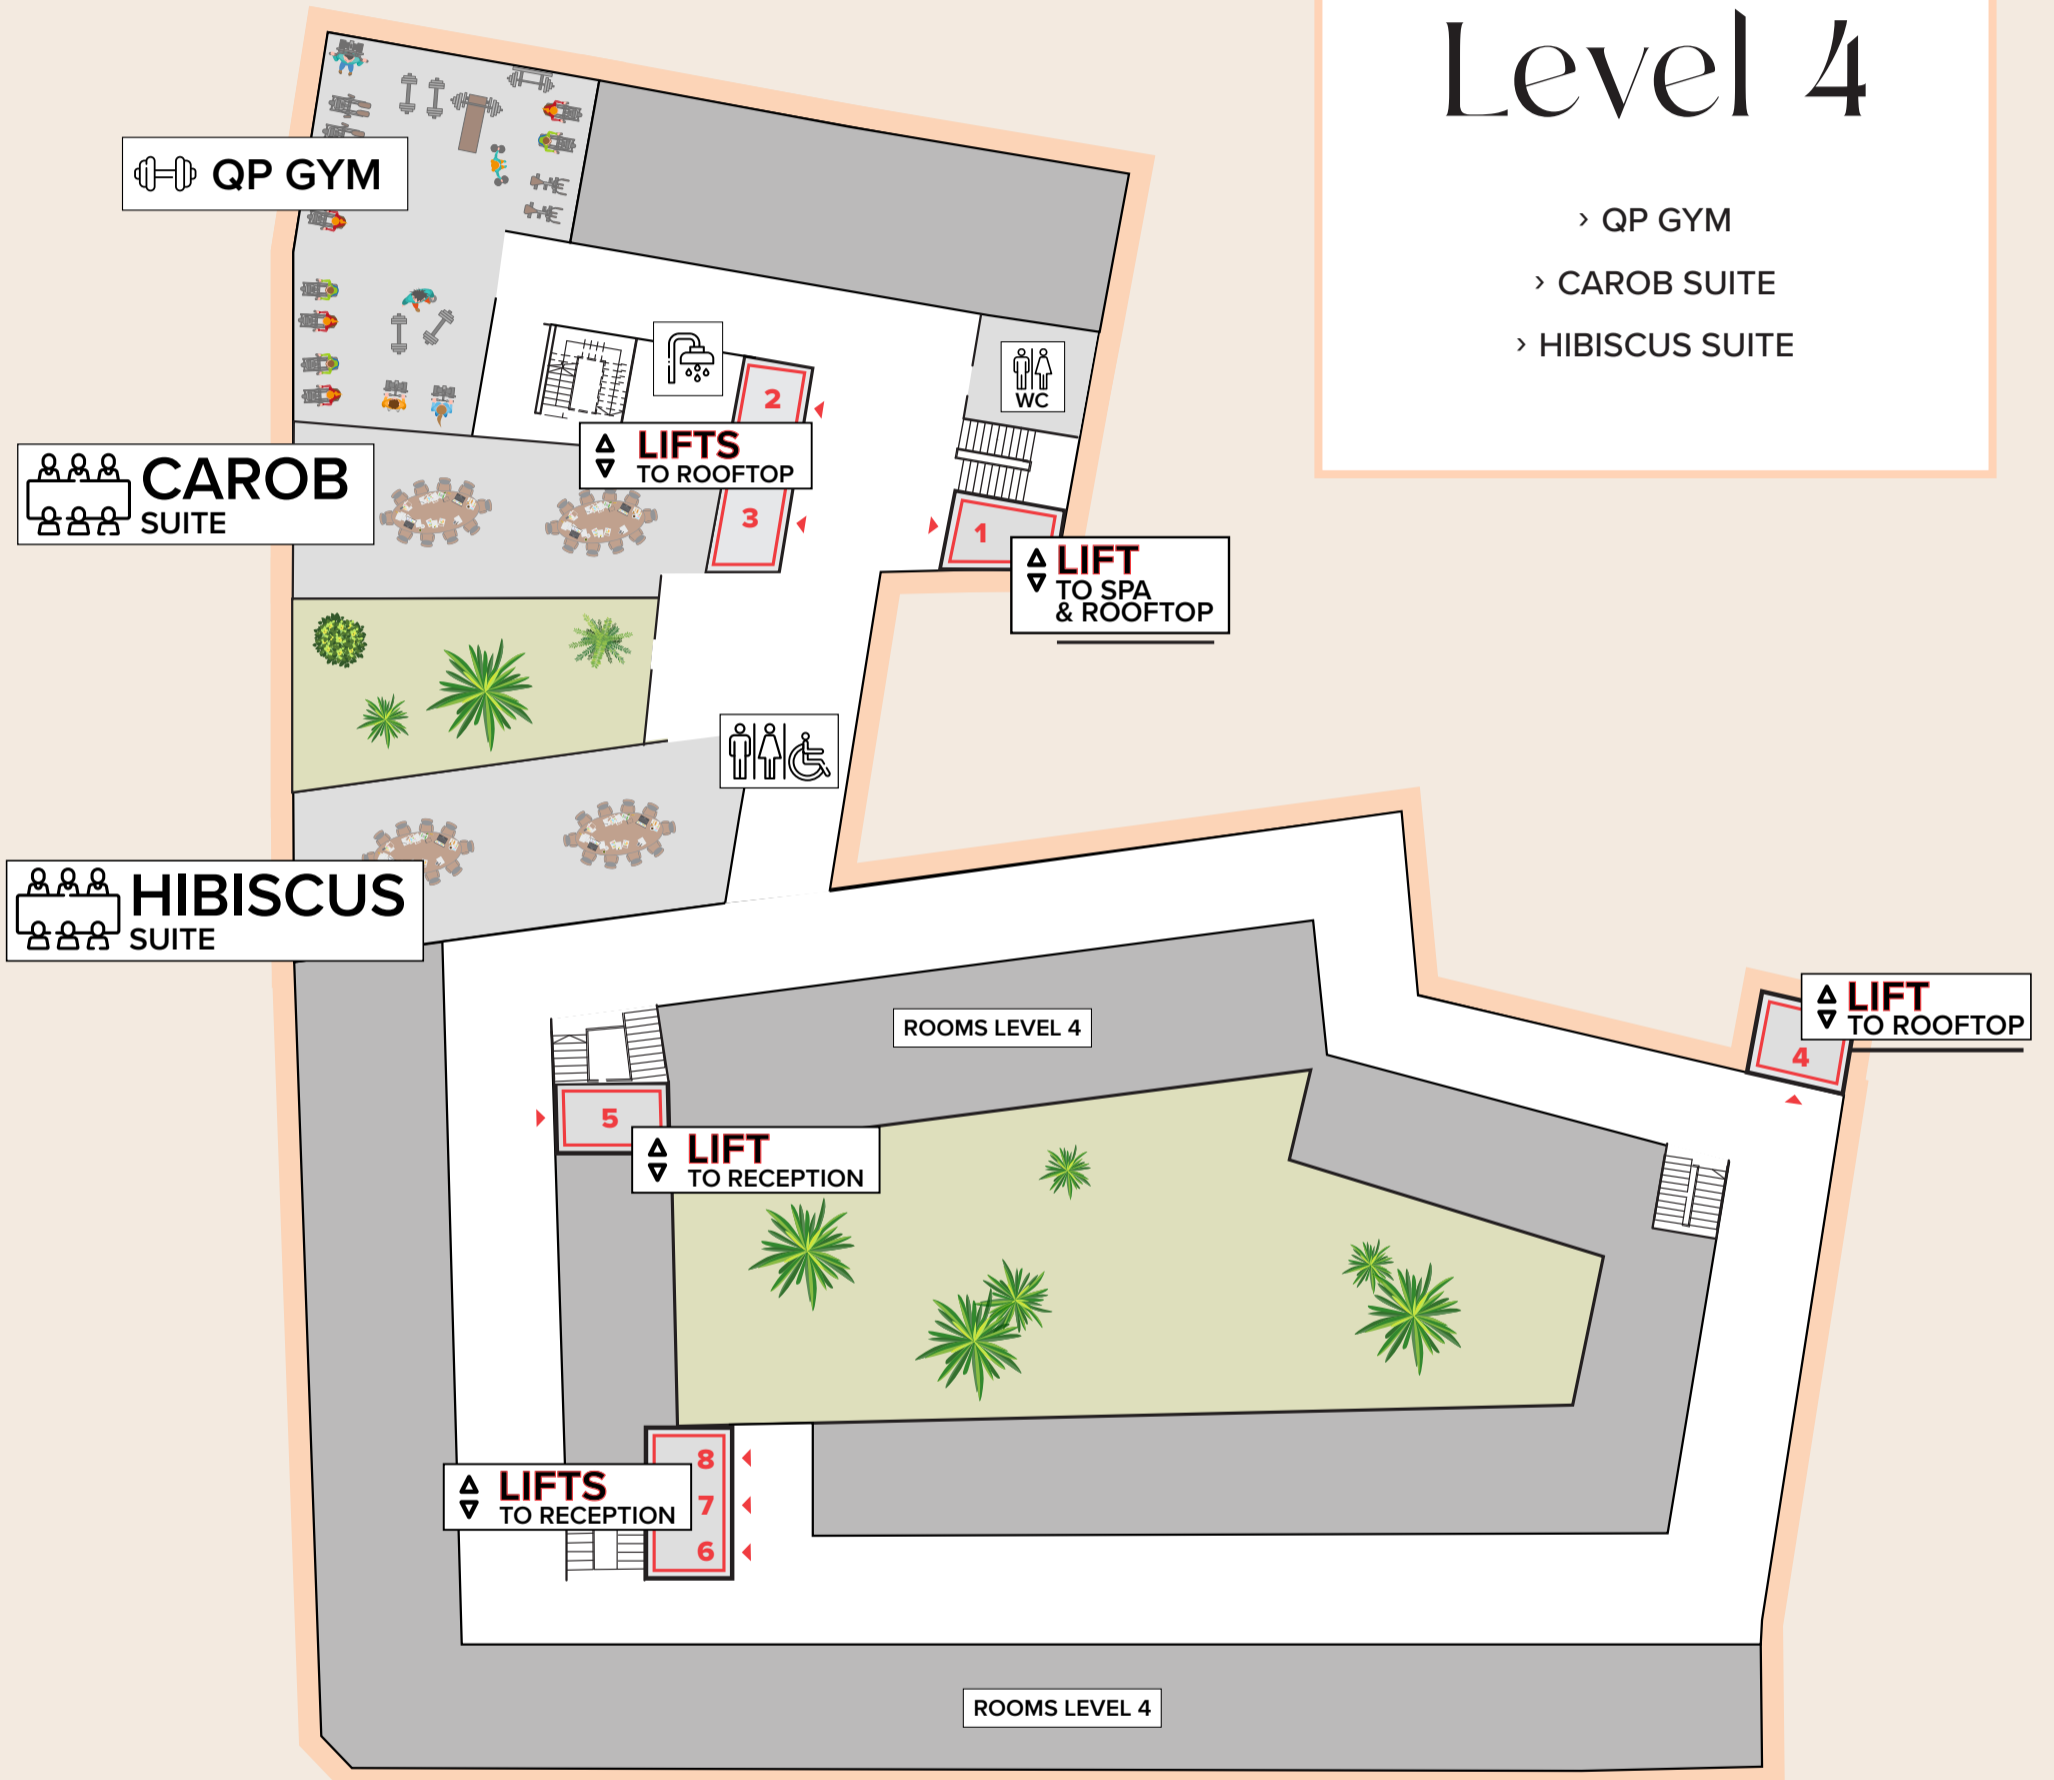 Level 4
› QP GYM
› CAROB SUITE
› HIBISCUS SUITE
QP GYM
WC
2
LIFTS
TO ROOFTOP
3
CAROB
SUITE
1
LIFT
TO SPA
& ROOFTOP
HIBISCUS
SUITE
LIFT
TO ROOFTOP
4
ROOMS LEVEL 4
5
LIFT
TO RECEPTION
8
LIFTS
TO RECEPTION
7
6
ROOMS LEVEL 4